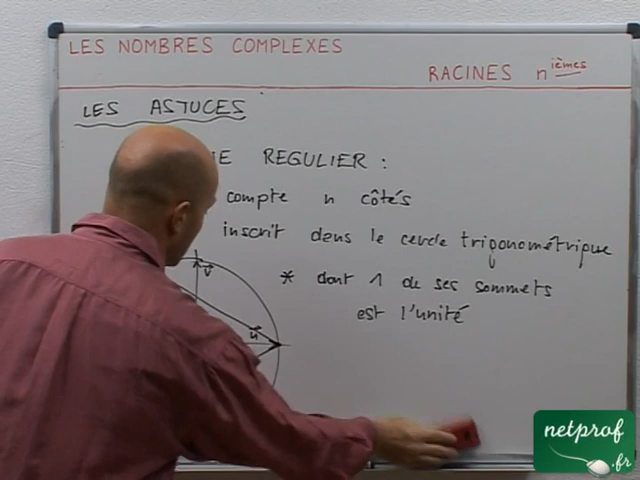 LES NOMBRES COMPLEXES
RACINES nièmes
LES ASTUCES
REGULIER :
compte n côtés
inscrit dans le cercle trigonométrique
* dont 1 de ses sommets
est l'unité
v
u
netprof
.fr